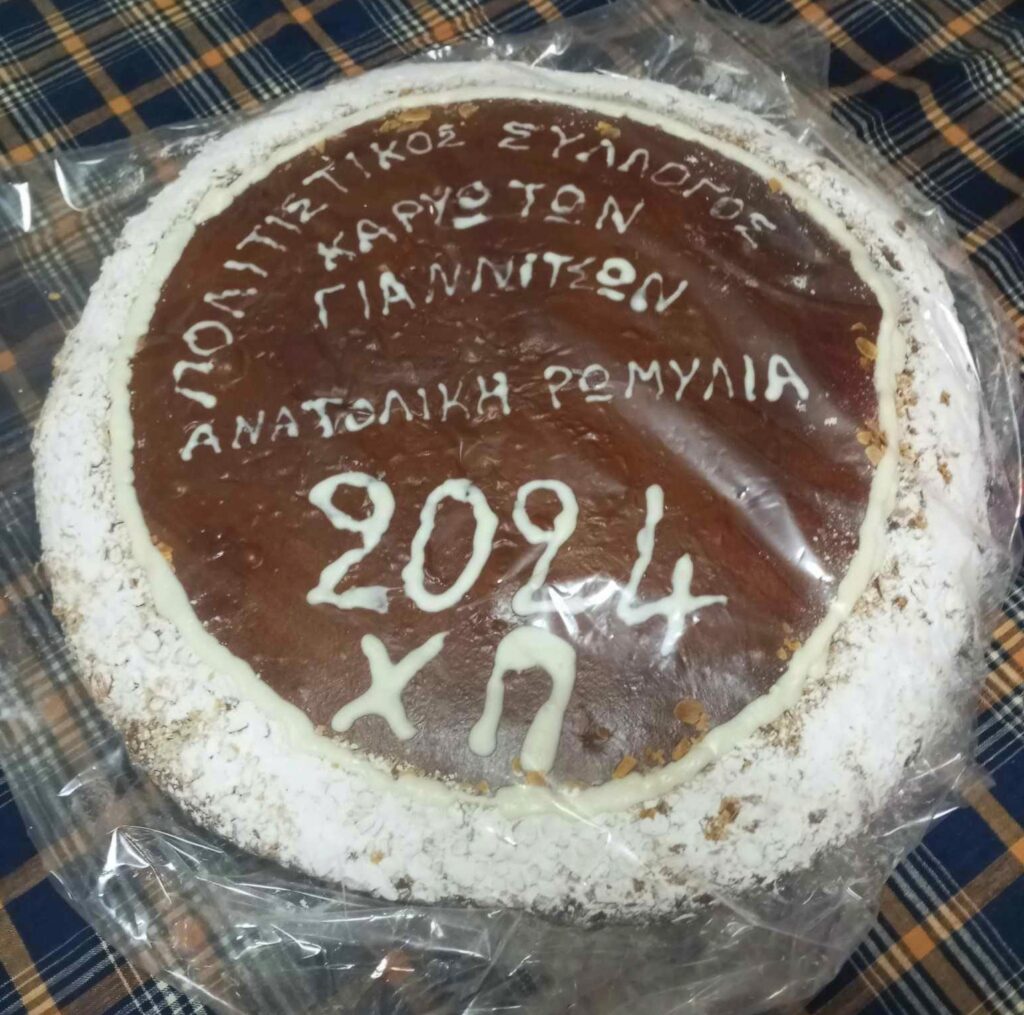 ΠΟΛΙΤΙΣΤΙΚΟΣ ΣΥΛΛΟΓΟΣ
ΚΑΡΥΩΤΩΝ
ΓΙΑΝΝΙΤΣΩΝ
ΑΝΑΤΟΛΙΚΗ ΡΩΜΥΛΙΑ
2024
ΧΠ